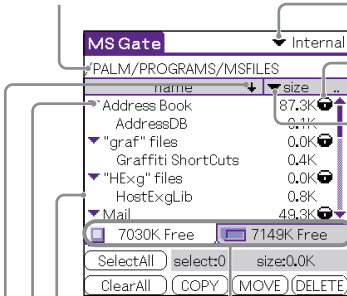 MS Gate Internal
/PALM/PROGRAMS/MSFILES
name size ..
Address Book 87.3K
AddressDB 0.1K
"graf" files 0.0K
Graffiti ShortCuts 0.4K
"HExg" files 0.0K
HostExgLib 0.8K
Mail 49.3K
7030K Free 7149K Free
SelectAll select:0 size:0.0K
ClearAll COPY MOVE DELETE